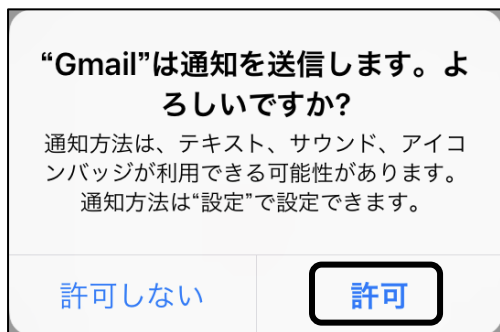 “Gmail”は通知を送信します。よ
ろしいですか?
通知方法は、テキスト、サウンド、アイコ
ンバッジが利用できる可能性があります。
通知方法は“設定”で設定できます。
許可しない
許可